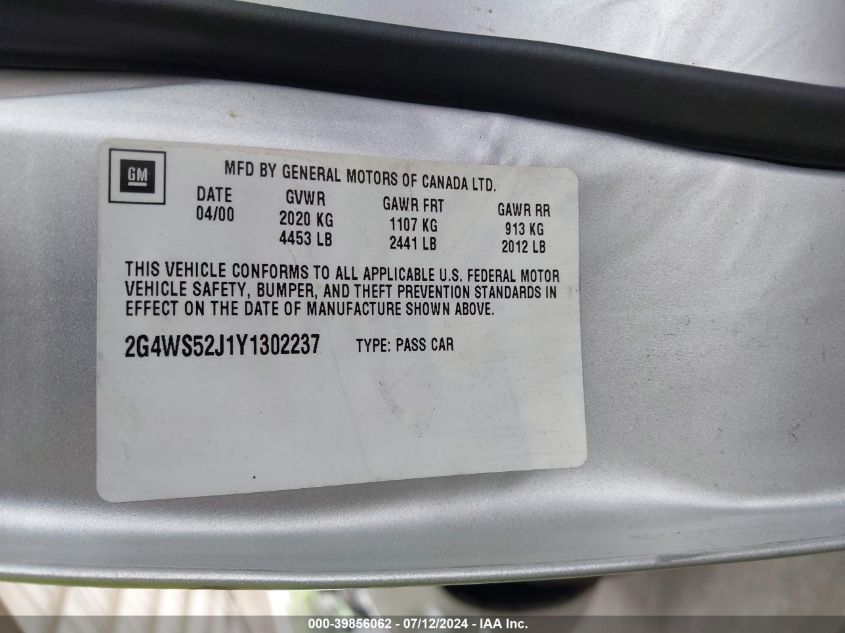 GM
MFD BY GENERAL MOTORS OF CANADA LTD.
DATE GVWR GAWR FRT GAWR RR
04/00 2020 KG 1107 KG 913 KG
4453 LB 2441 LB 2012 LB
THIS VEHICLE CONFORMS TO ALL APPLICABLE U.S. FEDERAL MOTOR
VEHICLE SAFETY, BUMPER, AND THEFT PREVENTION STANDARDS IN
EFFECT ON THE DATE OF MANUFACTURE SHOWN ABOVE.
2G4WS52J1Y1302237 TYPE: PASS CAR
000-39856062 - 07/12/2024 - IAA Inc.